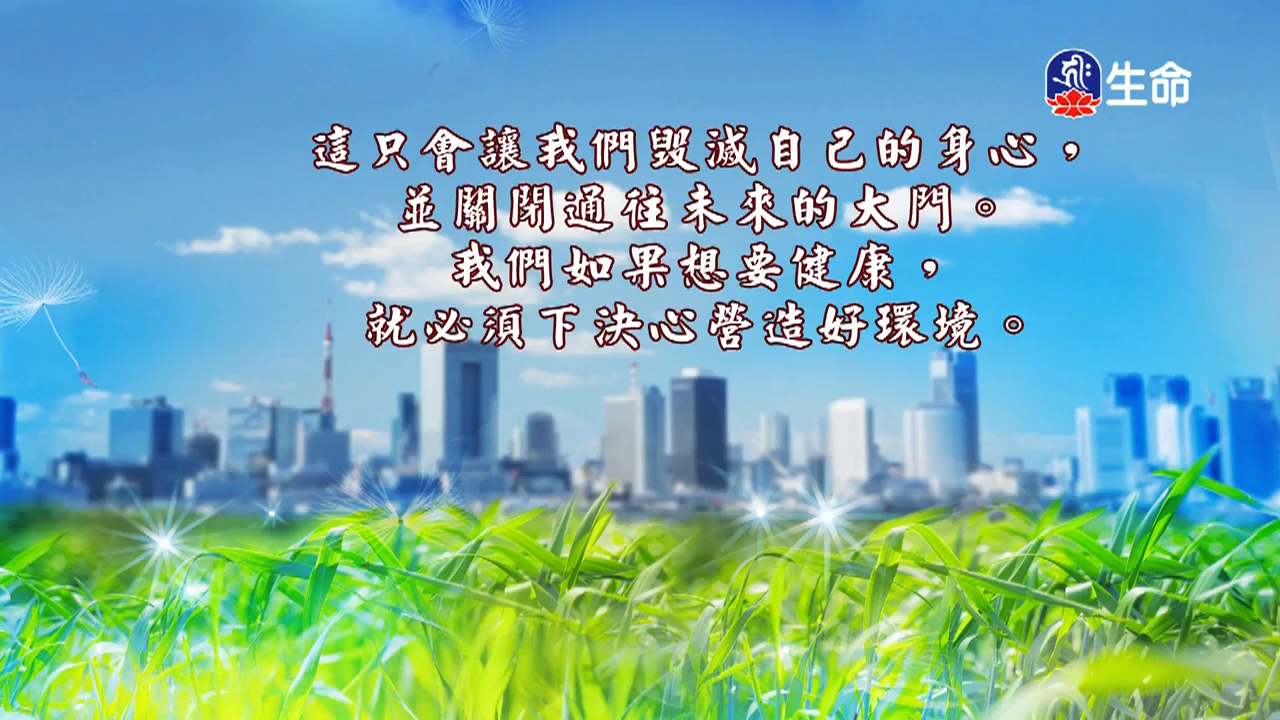 生命
這只會讓我們毀滅自己的身心，
並關閉通往未來的大門。
我們如果想要健康，
就必須下決心營造好環境。